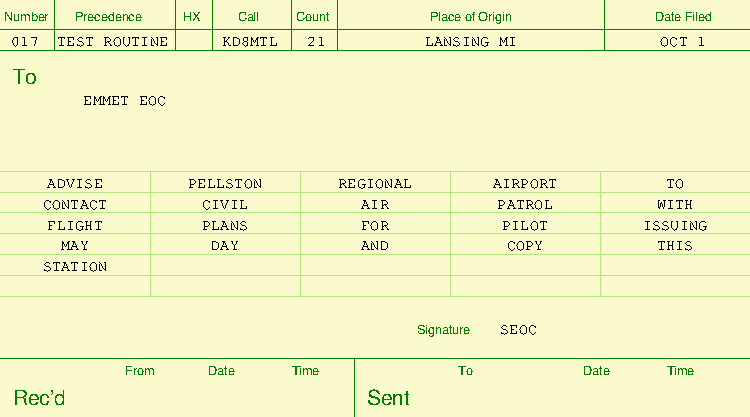 Number Precedence HX Call Count Place of Origin Date Filed
017 TEST ROUTINE KD8MTL 21 LANSING MI OCT 1
To
EMMET EOC
ADVISE PELLSTON REGIONAL AIRPORT TO
CONTACT CIVIL AIR PATROL WITH
FLIGHT PLANS FOR PILOT ISSUING
MAY DAY AND COPY THIS
STATION
Signature SEOC
From Date Time To Date Time
Rec'd Sent